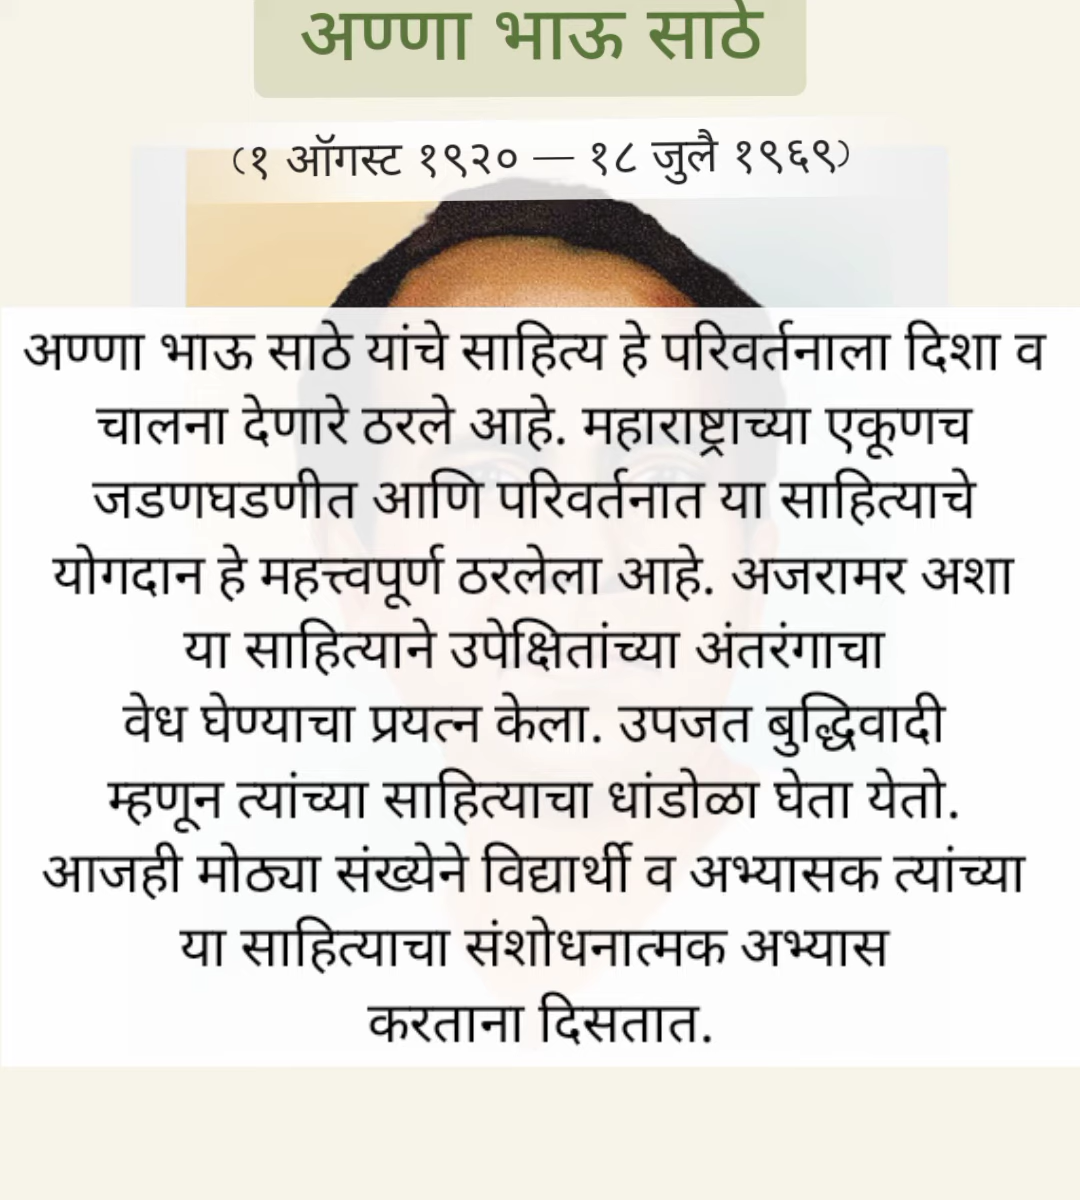 अण्णा भाऊ साठे
(१ ऑगस्ट १९२० — १८ जुलै १९६९)
अण्णा भाऊ साठे यांचे साहित्य हे परिवर्तनाला दिशा व
चालना देणारे ठरले आहे. महाराष्ट्राच्या एकूणच
जडणघडणीत आणि परिवर्तनात या साहित्याचे
योगदान हे महत्त्वपूर्ण ठरलेला आहे. अजरामर अशा
या साहित्याने उपेक्षितांच्या अंतरंगाचा
वेध घेण्याचा प्रयत्न केला. उपजत बुद्धिवादी
म्हणून त्यांच्या साहित्याचा धांडोळा घेता येतो.
आजही मोठ्या संख्येने विद्यार्थी व अभ्यासक त्यांच्या
या साहित्याचा संशोधनात्मक अभ्यास
करताना दिसतात.